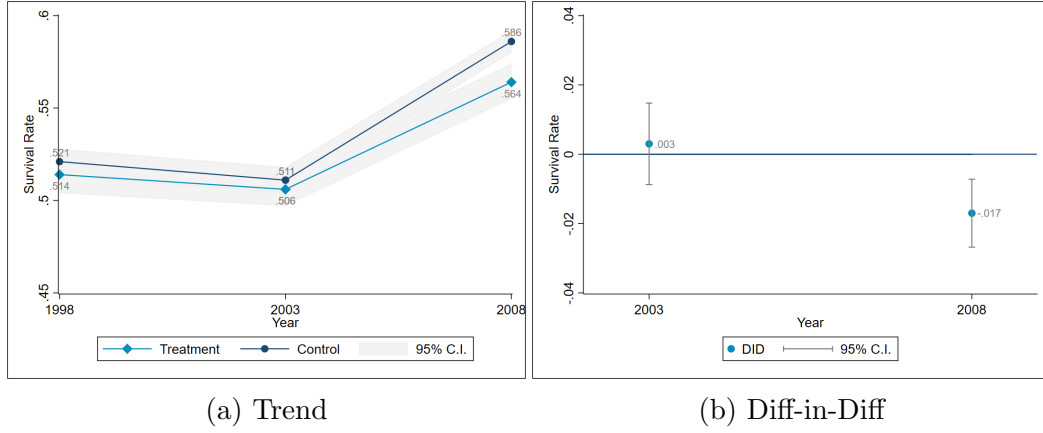 Survival Rate
.6
.55
.5
.45
.521
.514
.511
.506
.586
.564
1998 2003 2008
Year
Treatment Control 95% C.I.
(a) Trend
Survival Rate
.04
.02
0
-.02
-.04
.003
-.017
2003 2008
Year
DID 95% C.I.
(b) Diff-in-Diff